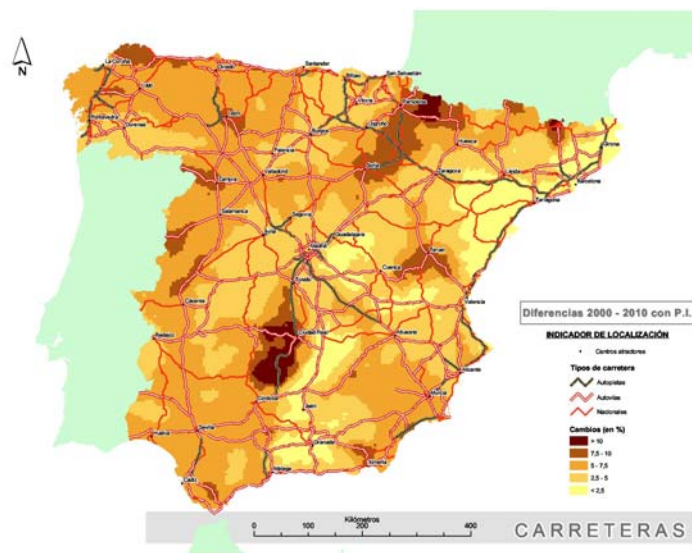 N
La Coruña
Lugo
Pontevedra
Orense
Oviedo
Santander
Bilbao
San Sebastián
Vitoria
Pamplona
León
Burgos
Logroño
Palencia
Huesca
Girona
Soria
Zamora
Valladolid
Zaragoza
Lleida
Barcelona
Tarragona
Salamanca
Segovia
Ávila
Guadalajara
Madrid
Teruel
Cuenca
Toledo
Cáceres
Valencia
Badajoz
Ciudad Real
Albacete
Alicante
Córdoba
Murcia
Jaén
Huelva
Sevilla
Granada
Almería
Málaga
Cádiz
Diferencias 2000 - 2010 con P.I.
INDICADOR DE LOCALIZACIÓN
Centros atractores
Tipos de carretera
Autopistas
Autovías
Nacionales
Cambios (en %)
> 10
7,5 - 10
5 - 7,5
2,5 - 5
< 2,5
Kilómetros
0 100 200 400
CARRETERAS